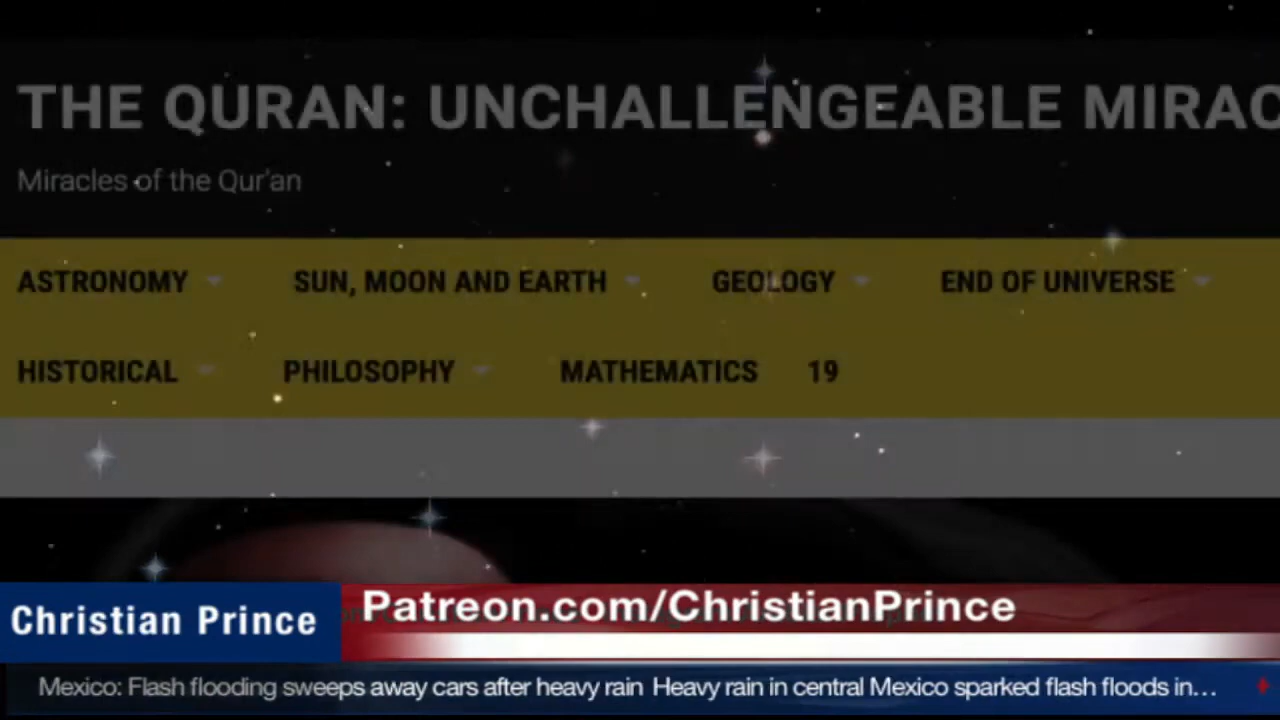 THE QURAN: UNCHALLENGEABLE MIRAC
Miracles of the Qur'an
ASTRONOMY SUN, MOON AND EARTH GEOLOGY END OF UNIVERSE
HISTORICAL PHILOSOPHY MATHEMATICS 19
Christian Prince Patreon.com/ChristianPrince
Mexico: Flash flooding sweeps away cars after heavy rain Heavy rain in central Mexico sparked flash floods in...